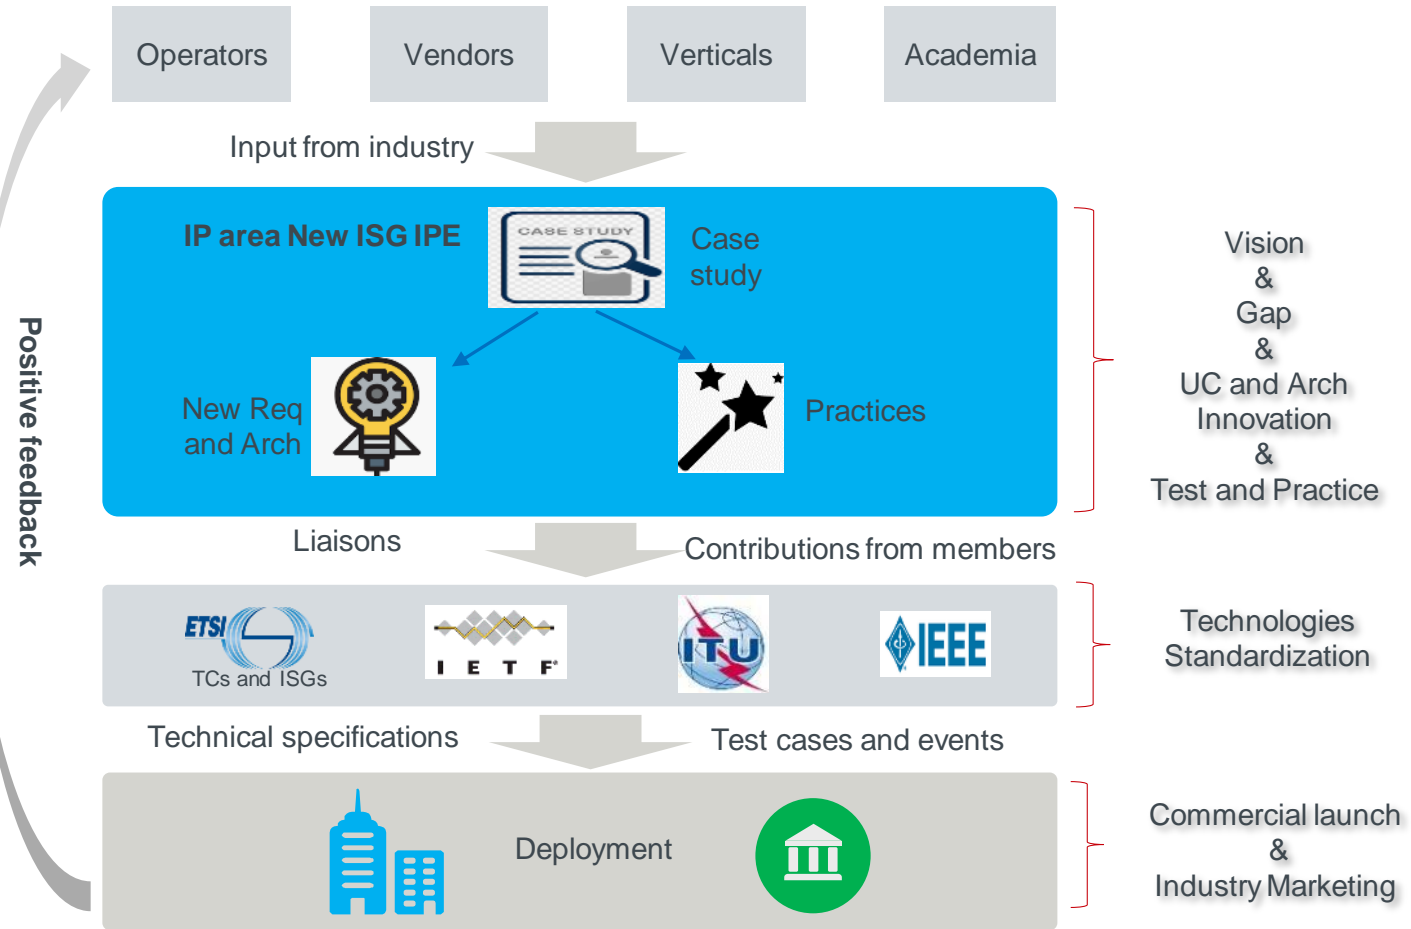 Operators
Vendors
Verticals
Academia
Input from industry
IP area New ISG IPE
CASE STUDY
Case
study
New Req
and Arch
Practices
Vision
&
Gap
&
UC and Arch
Innovation
&
Test and Practice
Positive feedback
Liaisons
Contributions from members
ETSI
TCs and ISGs
I E T F®
ITU
IEEE
Technologies
Standardization
Technical specifications
Test cases and events
Deployment
Commercial launch
&
Industry Marketing